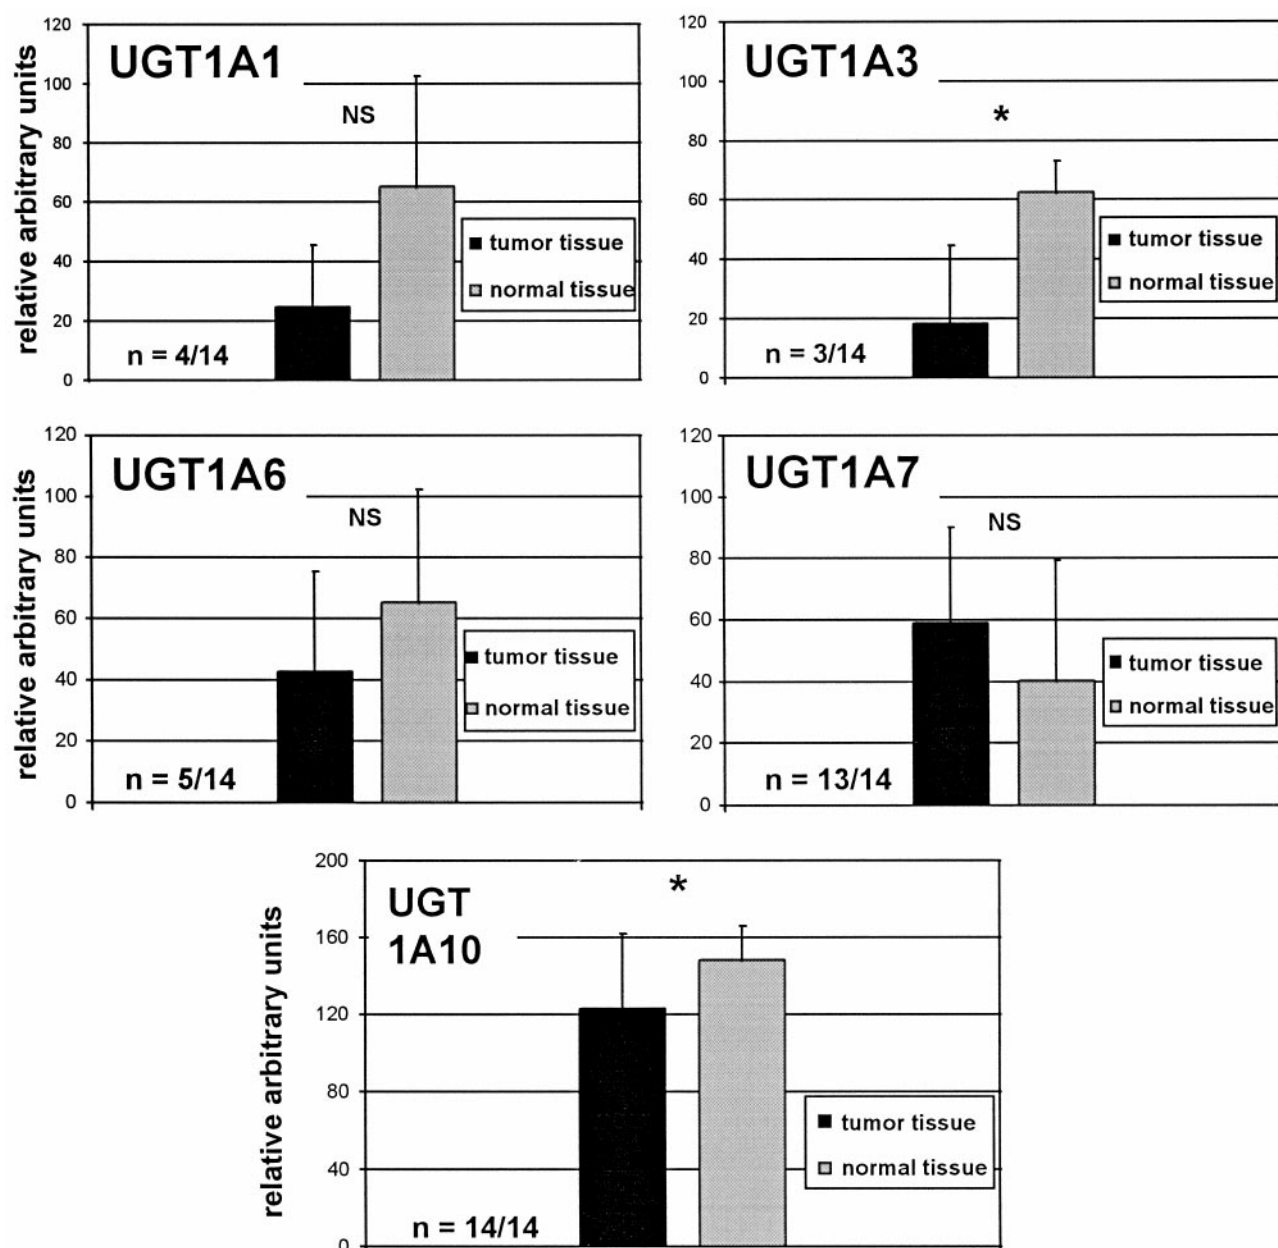 relative arbitrary units
120
100
80
60
40
20
0
UGT1A1
NS
tumor tissue
normal tissue
n = 4/14
120
100
80
60
40
20
0
UGT1A3
*
tumor tissue
normal tissue
n = 3/14
relative arbitrary units
120
100
80
60
40
20
0
UGT1A6
NS
tumor tissue
normal tissue
n = 5/14
120
100
80
60
40
20
0
UGT1A7
NS
tumor tissue
normal tissue
n = 13/14
relative arbitrary units
200
160
120
80
40
0
UGT
1A10
*
tumor tissue
normal tissue
n = 14/14